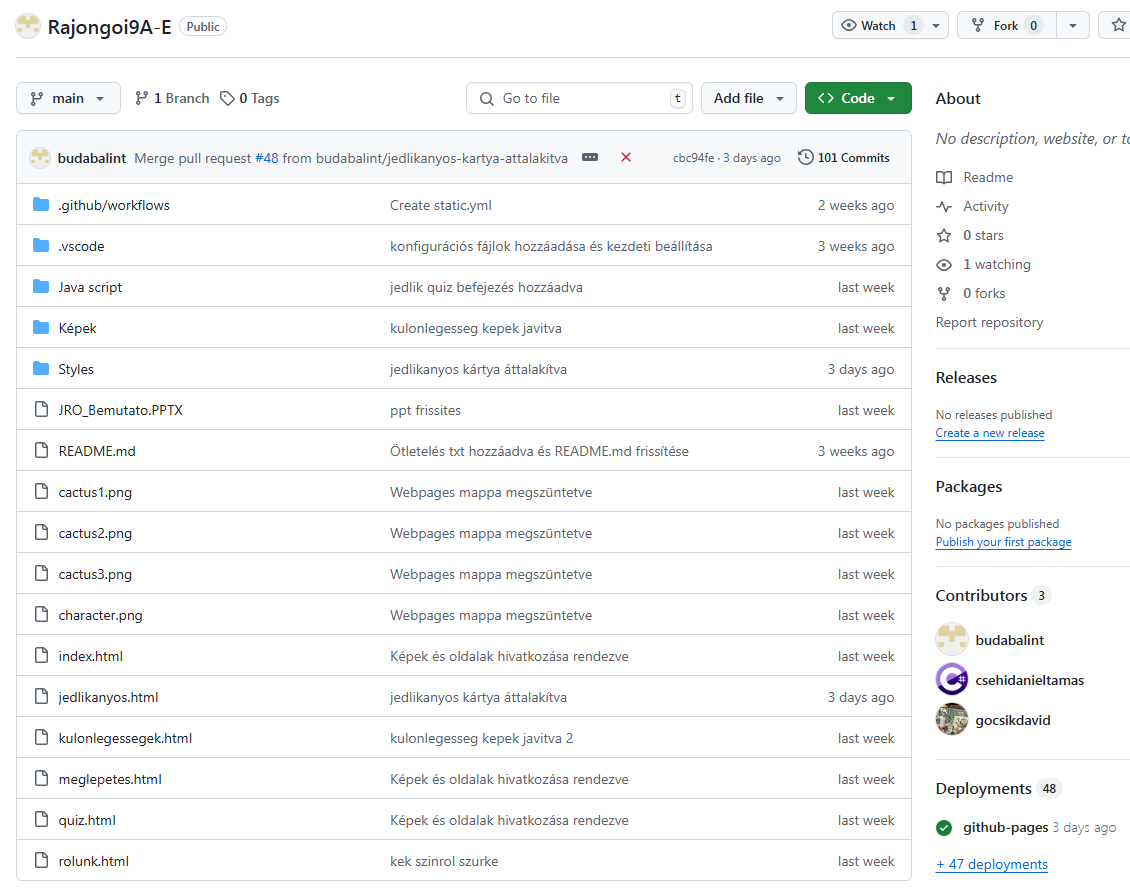 Rajongoi9A-E Public Watch 1 Fork 0
main 1 Branch 0 Tags Go to file t Add file Code
budabalint Merge pull request #48 from budabalint/jedlikanyos-kartya-attalakitva cbc94fe · 3 days ago 101 Commits
.github/workflows Create static.yml 2 weeks ago
.vscode konfigurációs fájlok hozzáadása és kezdeti beállítása 3 weeks ago
Java script jedlik quiz befejezés hozzáadva last week
Képek kulonlegesseg kepek javitva last week
Styles jedlikanyos kártya áttalakítva 3 days ago
JRO_Bemutato.PPTX ppt frissites last week
README.md Ötletelés txt hozzáadva és README.md frissítése 3 weeks ago
cactus1.png Webpages mappa megszüntetve last week
cactus2.png Webpages mappa megszüntetve last week
cactus3.png Webpages mappa megszüntetve last week
character.png Webpages mappa megszüntetve last week
index.html Képek és oldalak hivatkozása rendezve last week
jedlikanyos.html jedlikanyos kártya áttalakítva 3 days ago
kulonlegessegek.html kulonlegesseg kepek javitva 2 last week
meglepetes.html Képek és oldalak hivatkozása rendezve last week
quiz.html Képek és oldalak hivatkozása rendezve last week
rolunk.html kek szinrol szurke last week
About
No description, website, or
Readme
Activity
0 stars
1 watching
0 forks
Report repository
Releases
No releases published
Create a new release
Packages
No packages published
Publish your first package
Contributors 3
budabalint
csehidanieltamas
gocsikdavid
Deployments 48
github-pages 3 days ago
+ 47 deployments